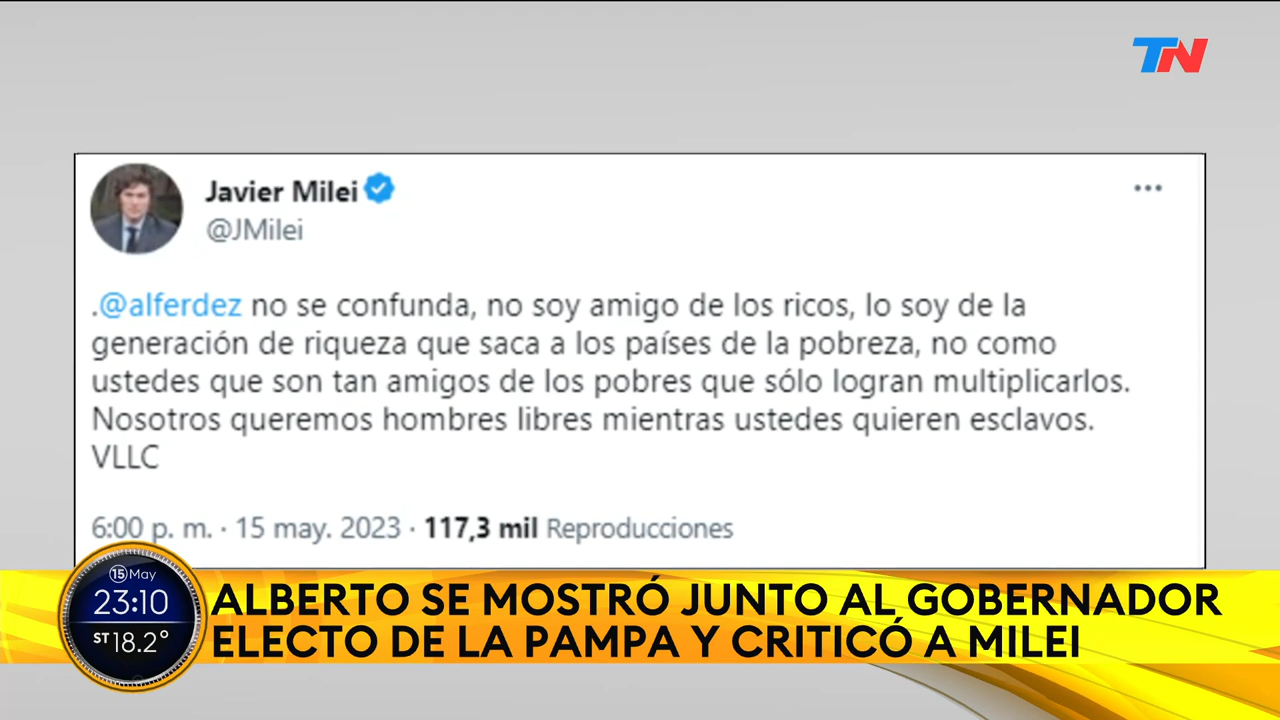 TN
Javier Milei
@JMilei
.@alferdez no se confunda, no soy amigo de los ricos, lo soy de la
generación de riqueza que saca a los países de la pobreza, no como
ustedes que son tan amigos de los pobres que sólo logran multiplicarlos.
Nosotros queremos hombres libres mientras ustedes quieren esclavos.
VLLC
6:00 p. m. · 15 may. 2023 · 117,3 mil Reproducciones
15 May
23:10
ST 18.2°
ALBERTO SE MOSTRÓ JUNTO AL GOBERNADOR
ELECTO DE LA PAMPA Y CRITICÓ A MILEI